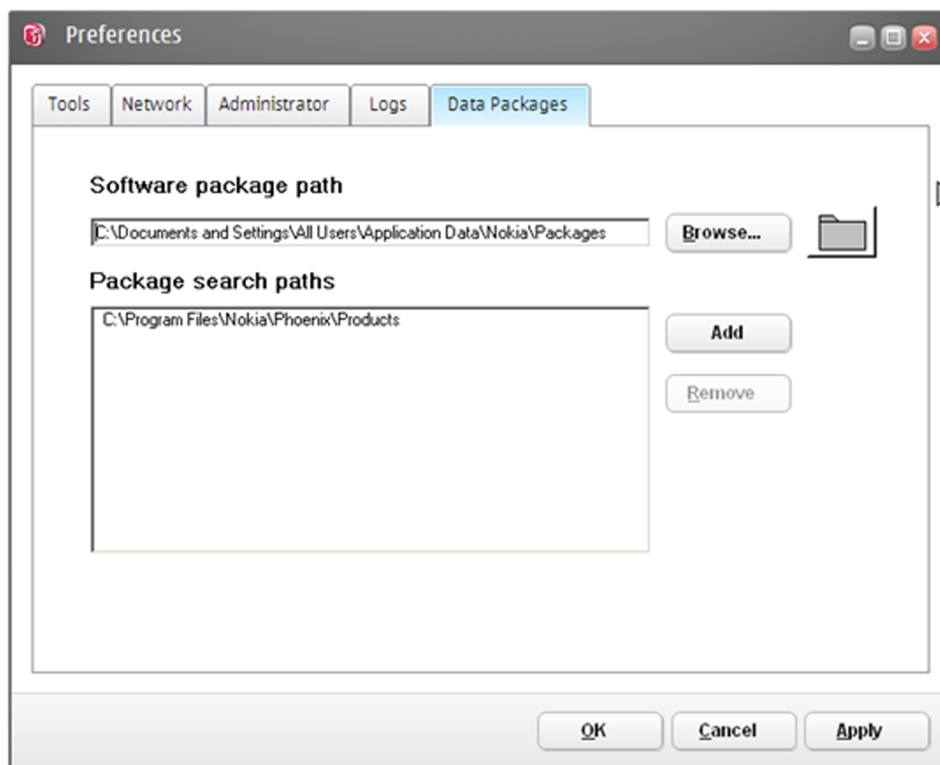 Preferences
Tools Network Administrator Logs Data Packages
Software package path
C:\Documents and Settings\All Users\Application Data\Nokia\Packages Browse...
Package search paths
C:\Program Files\Nokia\Phoenix\Products
Add
Remove
OK Cancel Apply